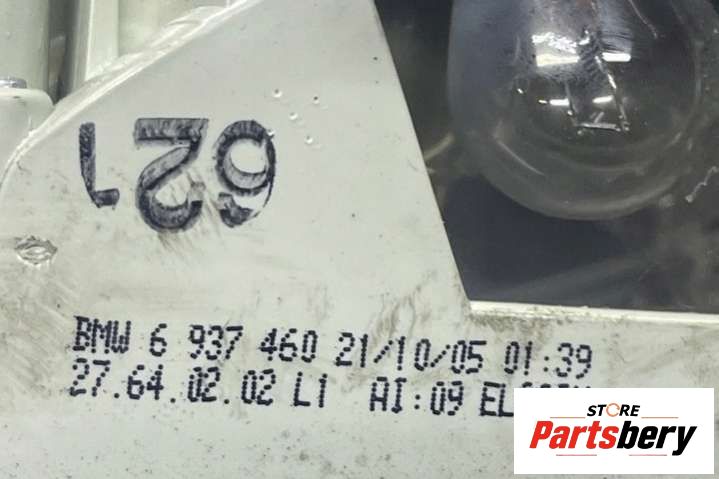 621
BMW 6 937 460 21/10/05 01:39
27.64.02.02 L1 AI:09
STORE
Partsbery